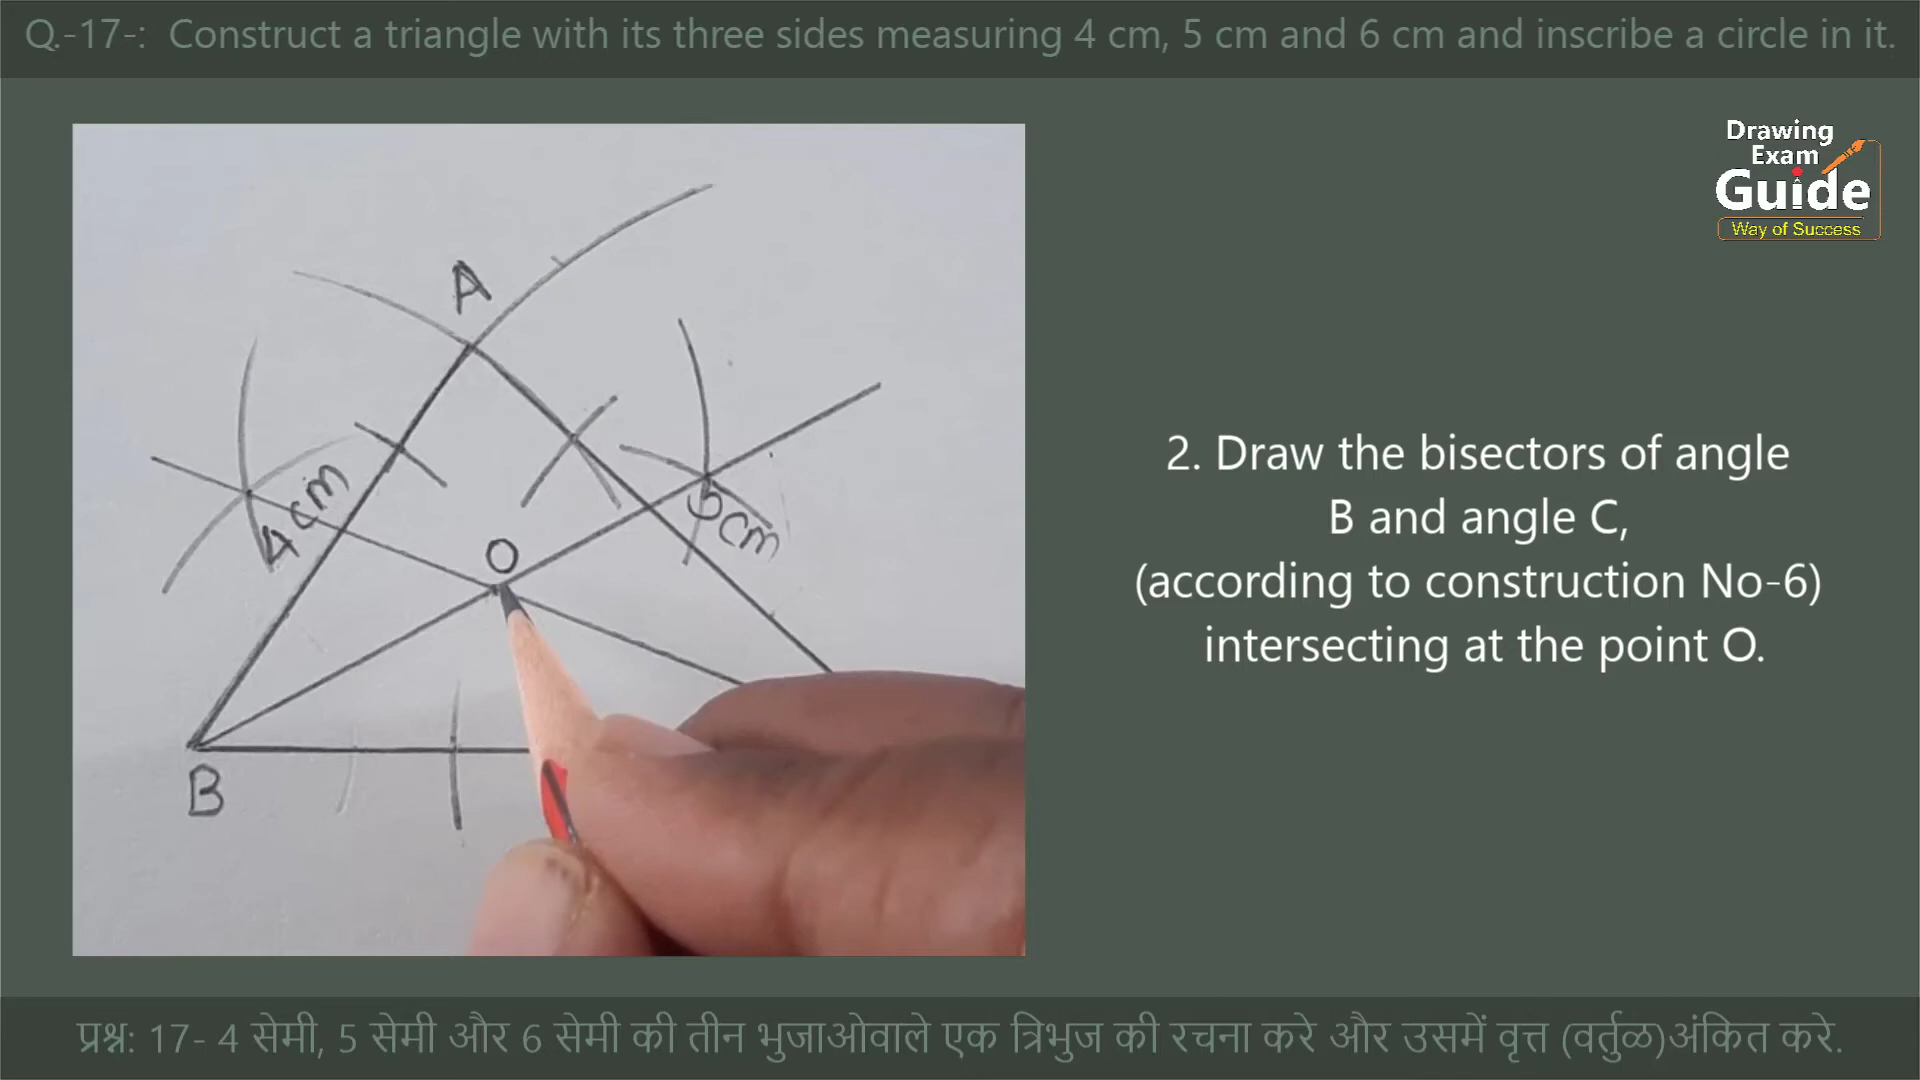 Q.-17-: Construct a triangle with its three sides measuring 4 cm, 5 cm and 6 cm and inscribe a circle in it.
Drawing
Exam
Guide
Way of Success
A
4cm
5cm
O
B
2. Draw the bisectors of angle
B and angle C,
(according to construction No-6)
intersecting at the point O.
प्रश्न: 17- 4 सेमी, 5 सेमी और 6 सेमी की तीन भुजाओवाले एक त्रिभुज की रचना करे और उसमें वृत्त (वर्तुळ)अंकित करे.